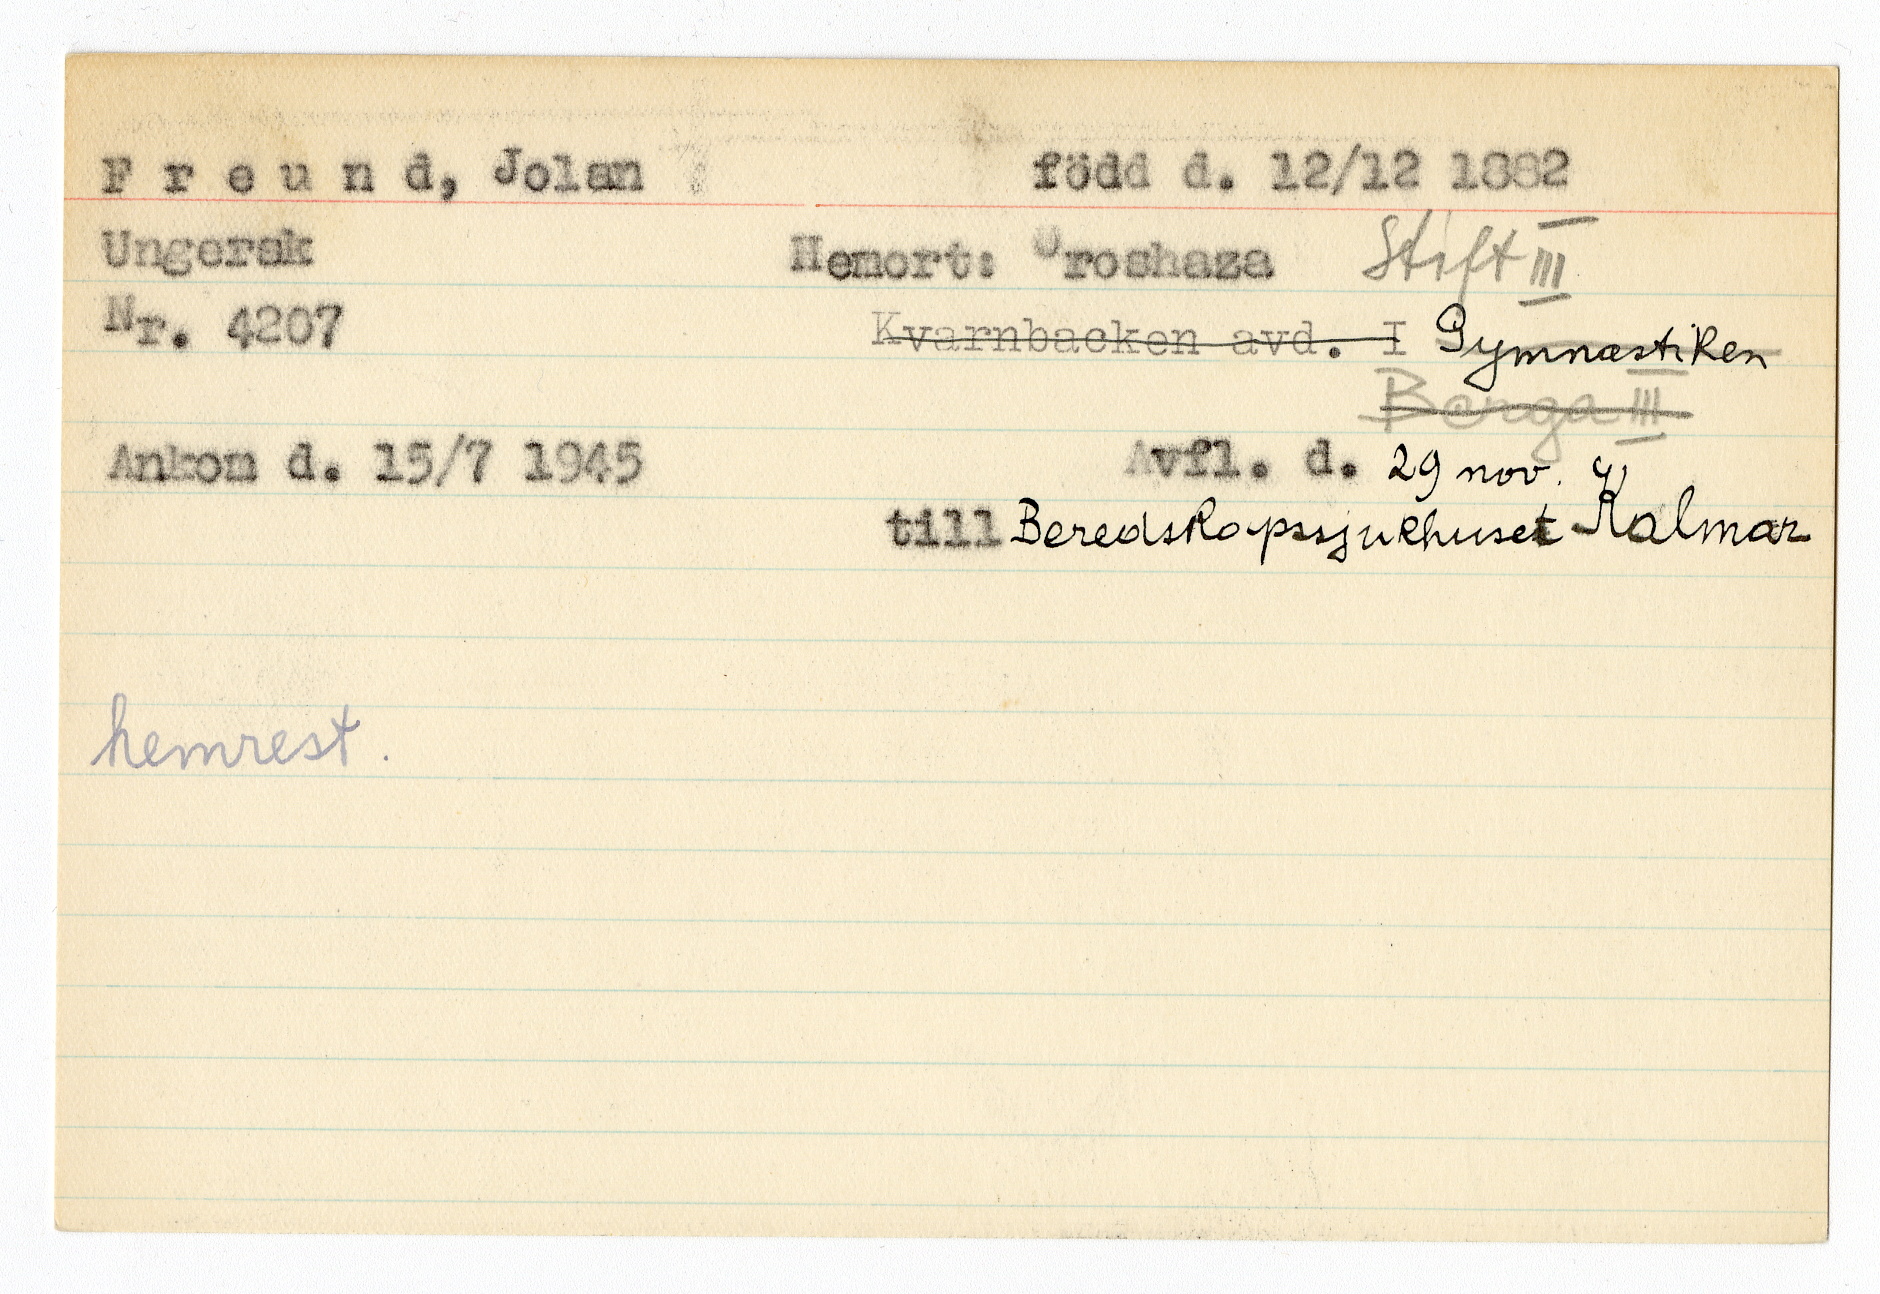 F r e u n d, Jolan född d. 12/12 1882
Ungersk Hemort: Oroshaza Stift III
Nr. 4207 Kvarnbacken avd. I Gymnastiken
Berga III
Ankom d. 15/7 1945 Avfl. d. 29 nov.
till Beredskapssjukhuset Kalmar
hemrest.